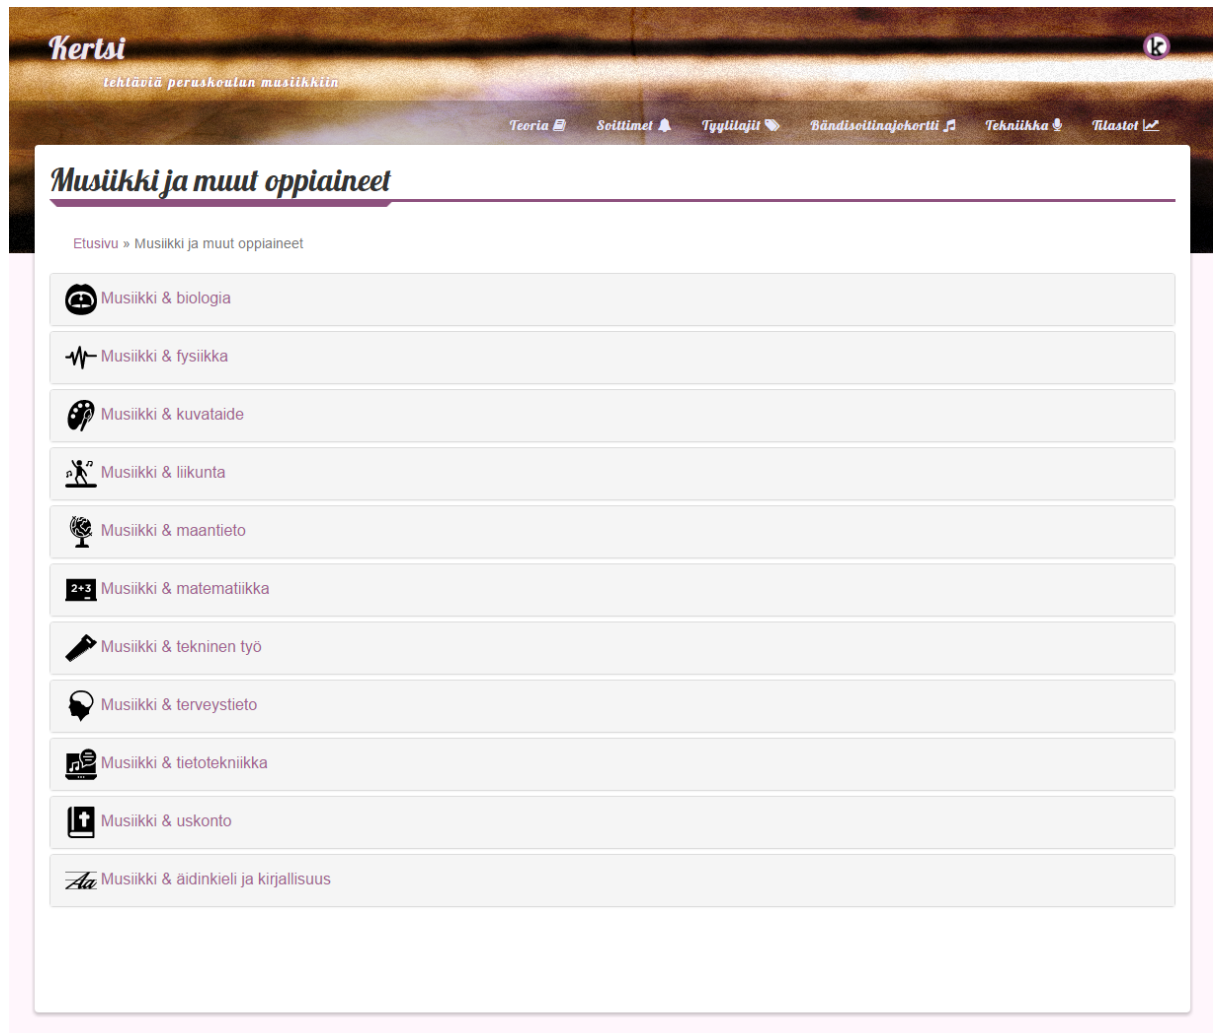 Kertsi
tehtäviä peruskoulun musiikkiin
Teoria Soittimet Tyylilajit Bändisoitinajokortti Tekniikka Tilastot
Musiikki ja muut oppiaineet
Etusivu » Musiikki ja muut oppiaineet
Musiikki & biologia
Musiikki & fysiikka
Musiikki & kuvataide
Musiikki & liikunta
Musiikki & maantieto
2+3 Musiikki & matematiikka
Musiikki & tekninen työ
Musiikki & terveystieto
Musiikki & tietotekniikka
Musiikki & uskonto
Aa Musiikki & äidinkieli ja kirjallisuus